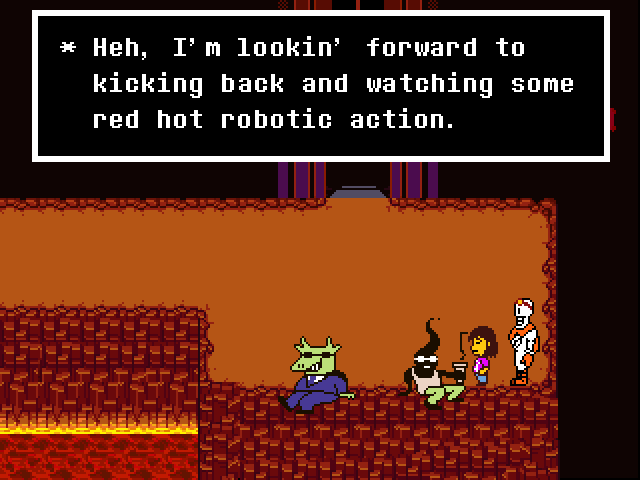 * Heh, I'm lookin' forward to
kicking back and watching some
red hot robotic action.